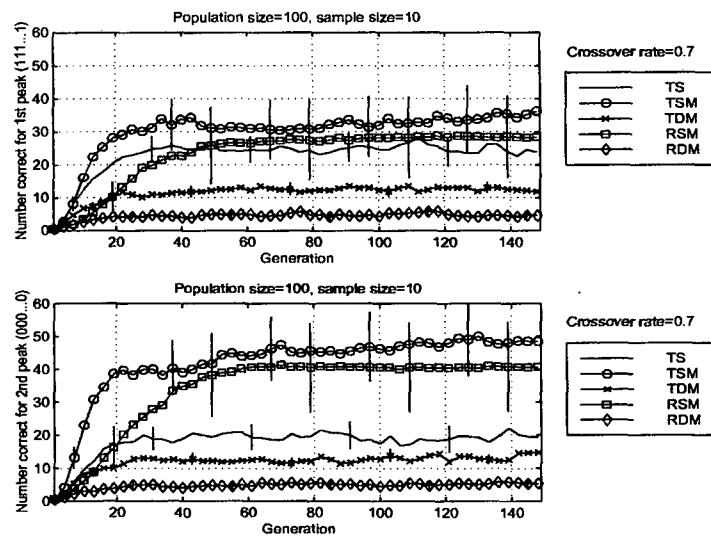 Population size=100, sample size=10
Number correct for 1st peak (111...1)
60
50
40
30
20
10
0
0 20 40 60 80 100 120 140
Generation
Crossover rate=0.7
TS
TSM
TDM
RSM
RDM
Population size=100, sample size=10
Number correct for 2nd peak (000...0)
60
50
40
30
20
10
0
0 20 40 60 80 100 120 140
Generation
Crossover rate=0.7
TS
TSM
TDM
RSM
RDM